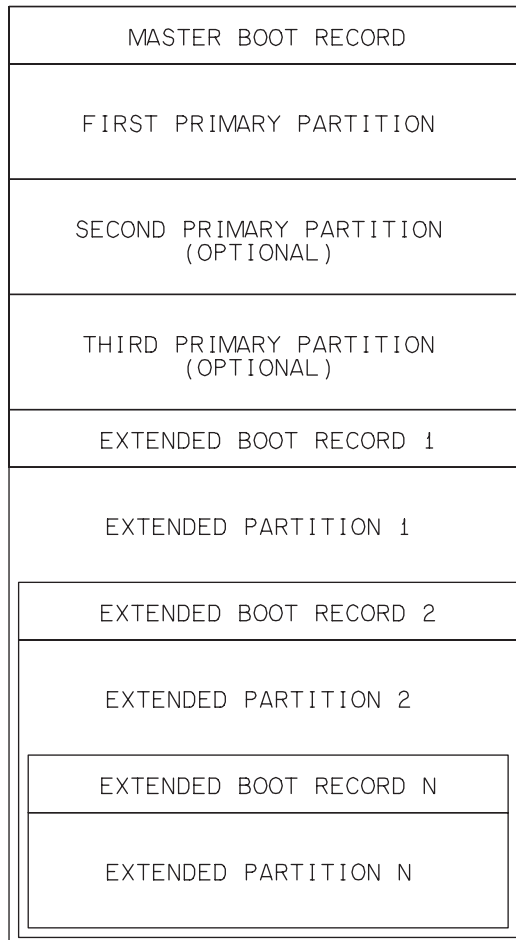 MASTER BOOT RECORD
FIRST PRIMARY PARTITION
SECOND PRIMARY PARTITION
(OPTIONAL)
THIRD PRIMARY PARTITION
(OPTIONAL)
EXTENDED BOOT RECORD 1
EXTENDED PARTITION 1
EXTENDED BOOT RECORD 2
EXTENDED PARTITION 2
EXTENDED BOOT RECORD N
EXTENDED PARTITION N